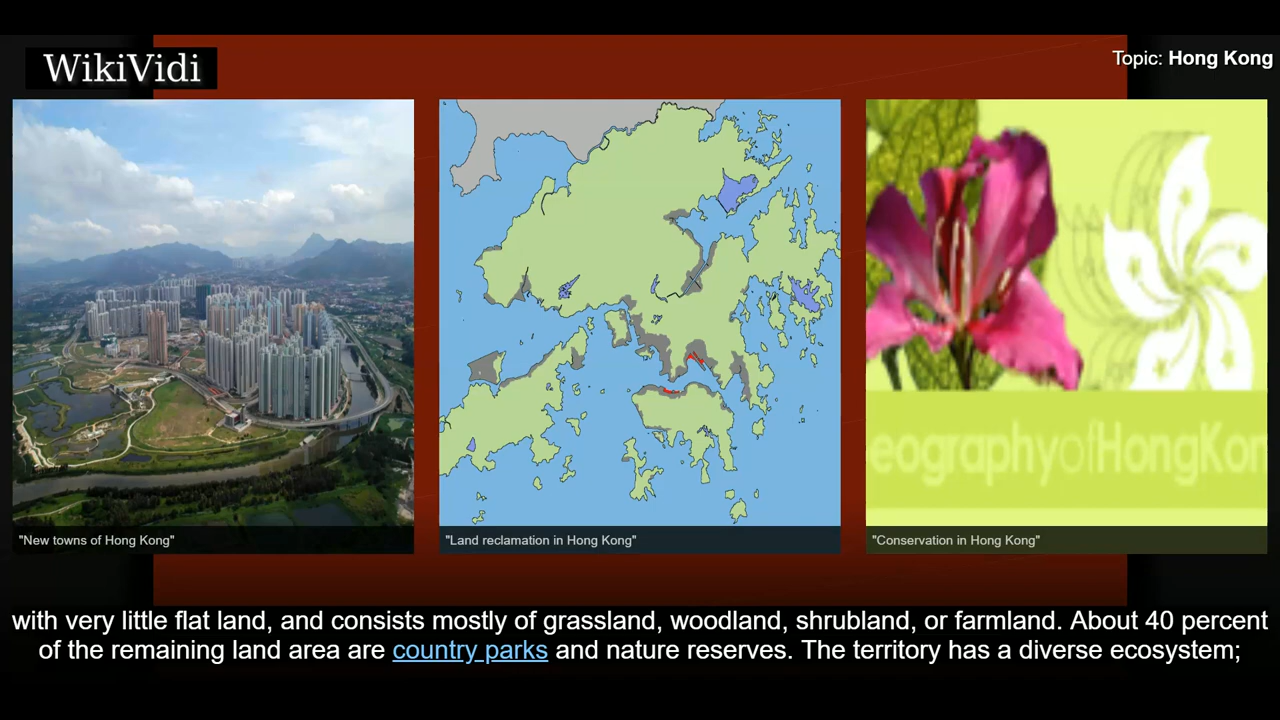 WikiVidi
Topic: Hong Kong
eographyofHongKon
"New towns of Hong Kong"
"Land reclamation in Hong Kong"
"Conservation in Hong Kong"
with very little flat land, and consists mostly of grassland, woodland, shrubland, or farmland. About 40 percent
of the remaining land area are country parks and nature reserves. The territory has a diverse ecosystem;